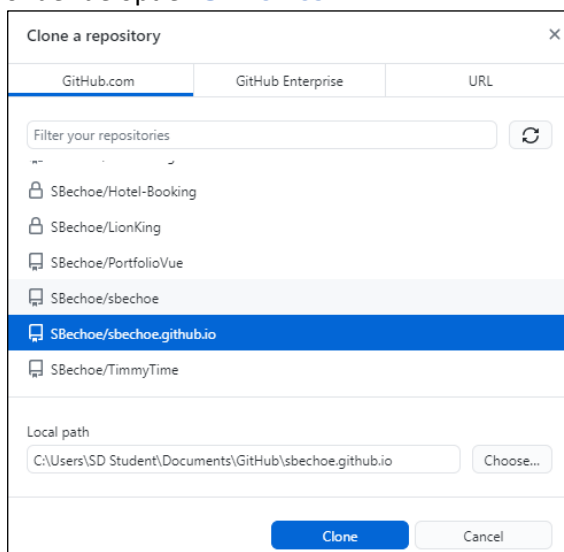 Clone a repository
GitHub.com GitHub Enterprise URL
Filter your repositories
SBechoe/Hotel-Booking
SBechoe/LionKing
SBechoe/PortfolioVue
SBechoe/sbechoe
SBechoe/sbechoe.github.io
SBechoe/TimmyTime
Local path
C:\Users\SD Student\Documents\GitHub\sbechoe.github.io Choose...
Clone Cancel